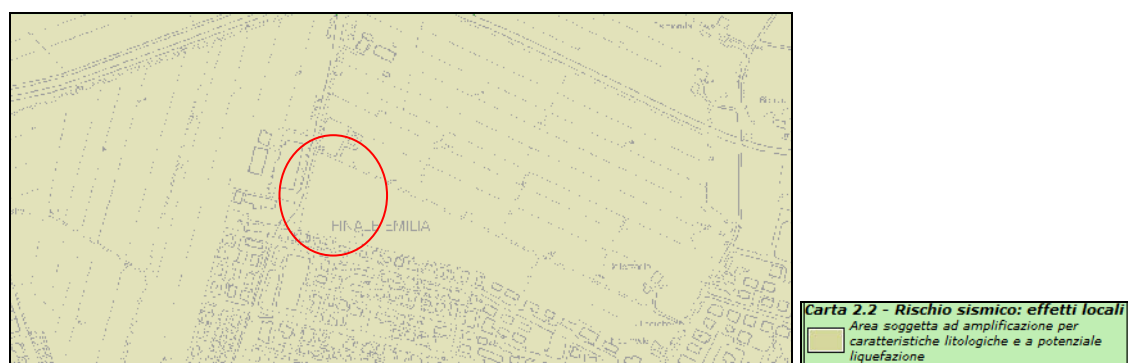 FINALE EMILIA
Carta 2.2 - Rischio sismico: effetti locali
Area soggetta ad amplificazione per
caratteristiche litologiche e a potenziale
liquefazione